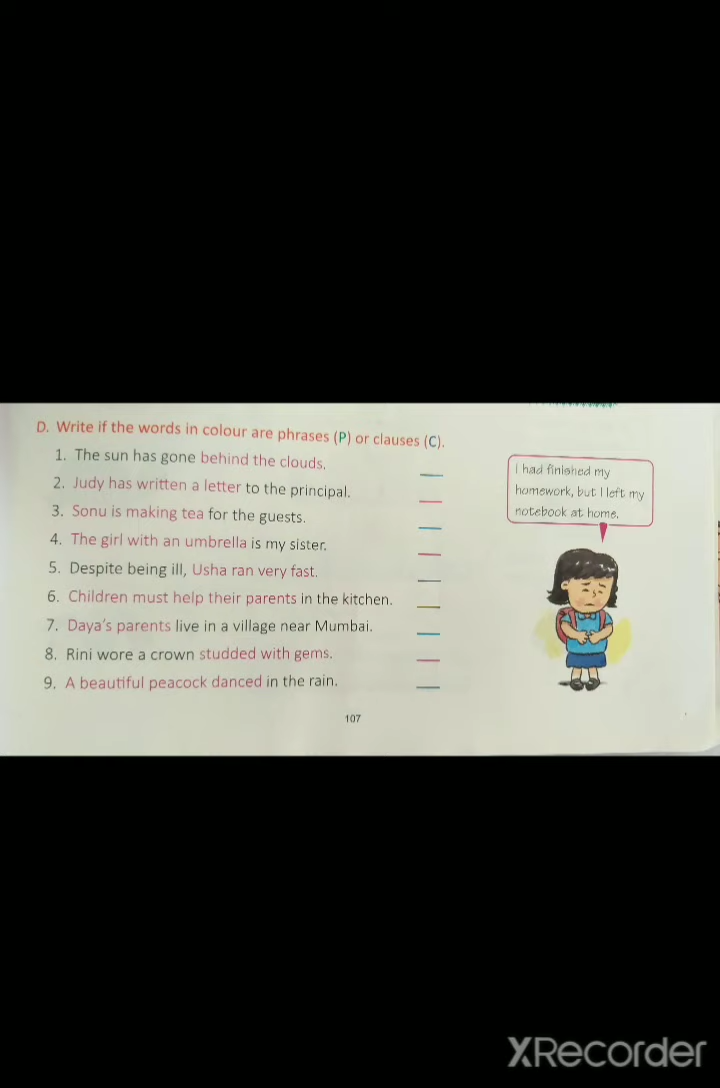 D. Write if the words in colour are phrases (P) or clauses (C).
1. The sun has gone behind the clouds.
2. Judy has written a letter to the principal.
3. Sonu is making tea for the guests.
4. The girl with an umbrella is my sister.
5. Despite being ill, Usha ran very fast.
6. Children must help their parents in the kitchen.
7. Daya's parents live in a village near Mumbai.
8. Rini wore a crown studded with gems.
9. A beautiful peacock danced in the rain.
I had finished my
homework, but I left my
notebook at home.
107
XRecorder